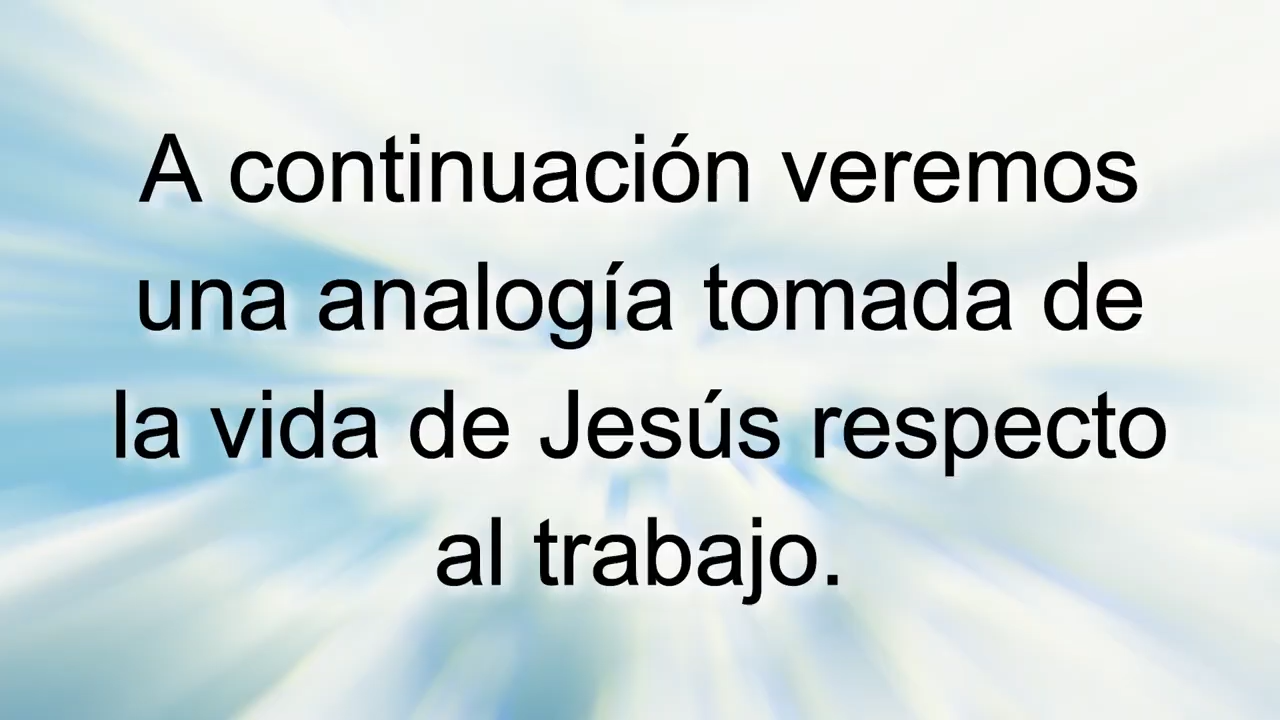 A continuación veremos
una analogía tomada de
la vida de Jesús respecto
al trabajo.